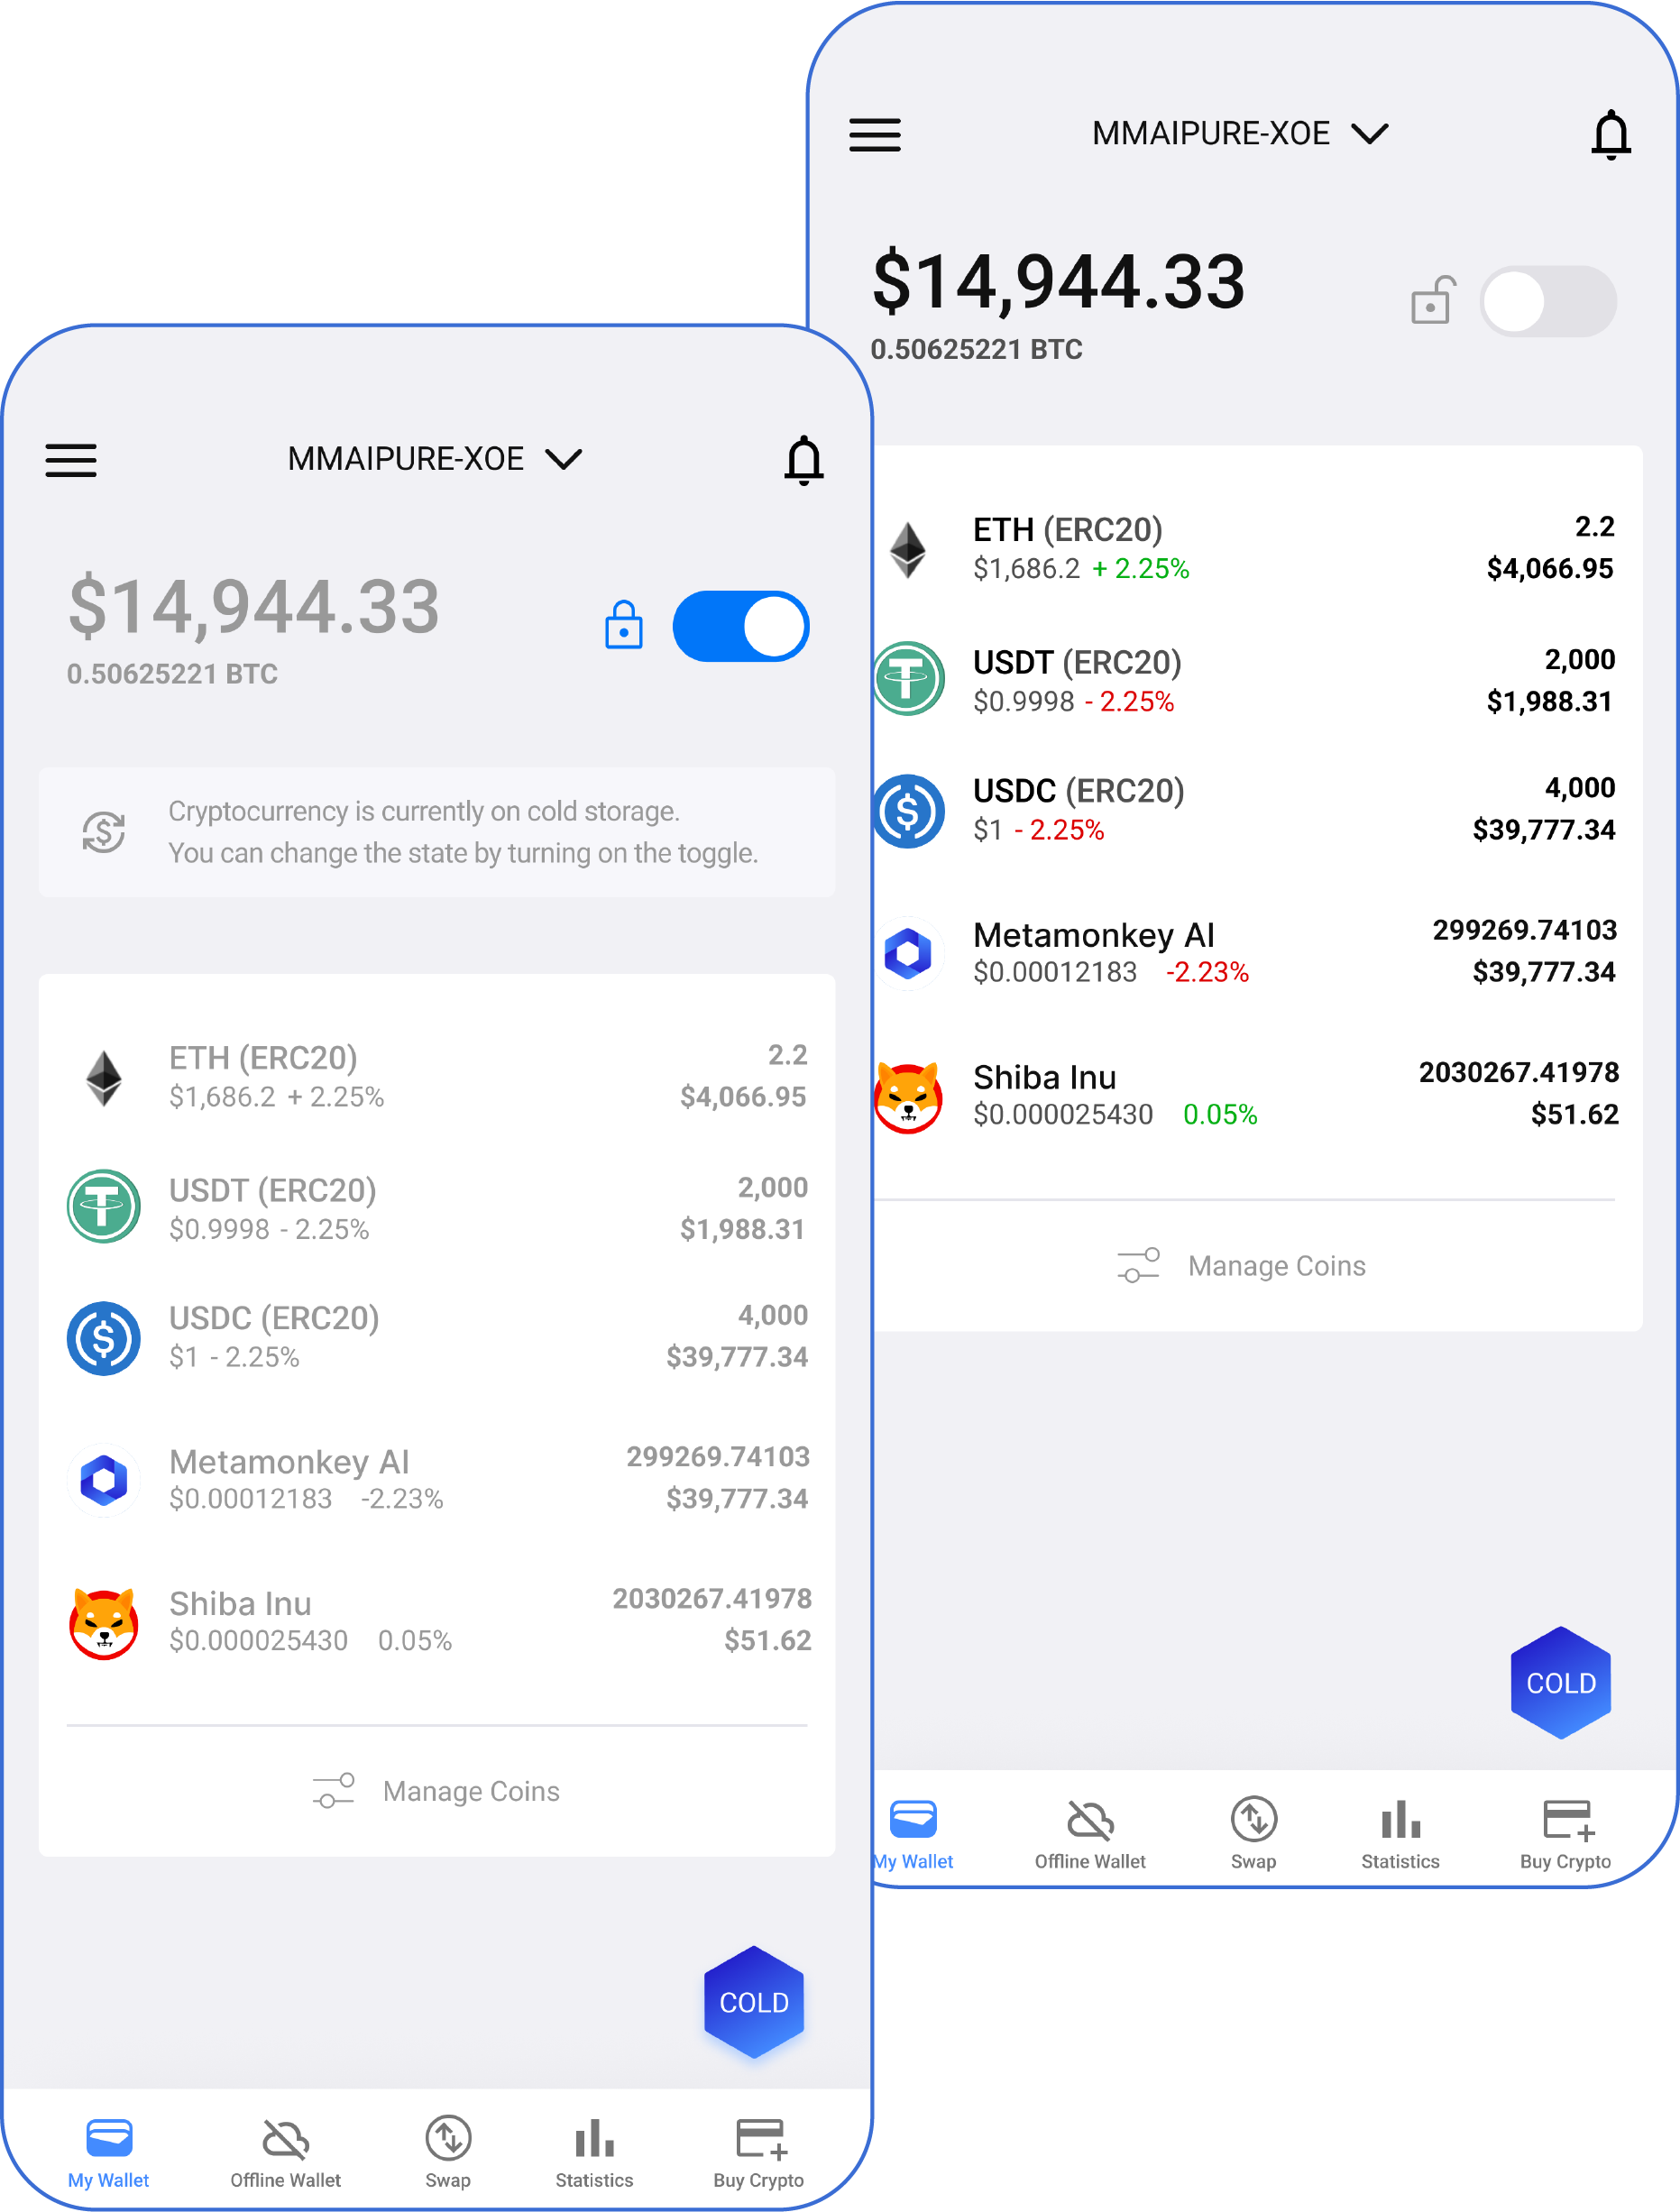 MMAIPURE-XOE
$14,944.33
0.50625221 BTC
Cryptocurrency is currently on cold storage.
You can change the state by turning on the toggle.
ETH (ERC20) 2.2
$1,686.2 + 2.25% $4,066.95
USDT (ERC20) 2,000
$0.9998 - 2.25% $1,988.31
USDC (ERC20) 4,000
$1 - 2.25% $39,777.34
Metamonkey AI 299269.74103
$0.00012183 -2.23% $39,777.34
Shiba Inu 2030267.41978
$0.000025430 0.05% $51.62
Manage Coins
COLD
My Wallet Offline Wallet Swap Statistics Buy Crypto
MMAIPURE-XOE
$14,944.33
0.50625221 BTC
ETH (ERC20) 2.2
$1,686.2 + 2.25% $4,066.95
USDT (ERC20) 2,000
$0.9998 - 2.25% $1,988.31
USDC (ERC20) 4,000
$1 - 2.25% $39,777.34
Metamonkey AI 299269.74103
$0.00012183 -2.23% $39,777.34
Shiba Inu 2030267.41978
$0.000025430 0.05% $51.62
Manage Coins
COLD
My Wallet Offline Wallet Swap Statistics Buy Crypto